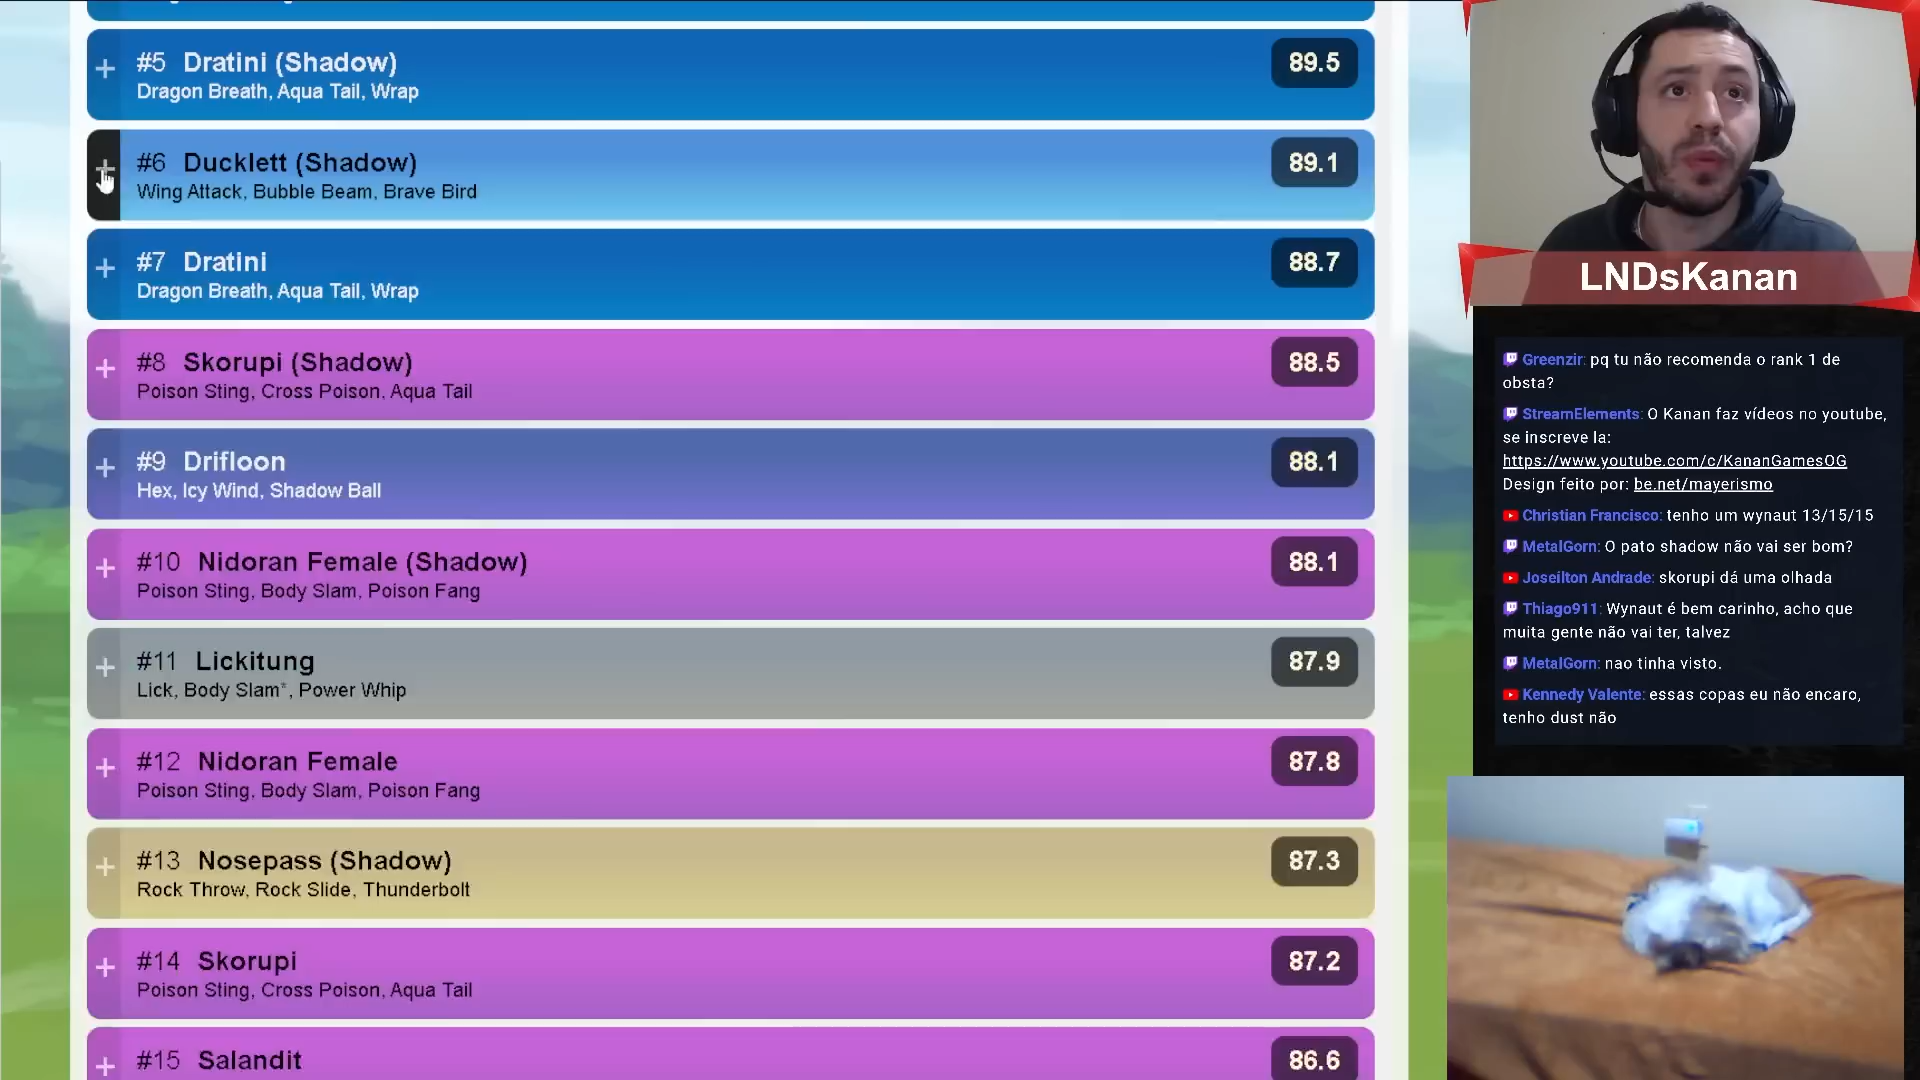 #5 Dratini (Shadow) 89.5
Dragon Breath, Aqua Tail, Wrap
#6 Ducklett (Shadow) 89.1
Wing Attack, Bubble Beam, Brave Bird
#7 Dratini 88.7
Dragon Breath, Aqua Tail, Wrap
#8 Skorupi (Shadow) 88.5
Poison Sting, Cross Poison, Aqua Tail
#9 Drifloon 88.1
Hex, Icy Wind, Shadow Ball
#10 Nidoran Female (Shadow) 88.1
Poison Sting, Body Slam, Poison Fang
#11 Lickitung 87.9
Lick, Body Slam*, Power Whip
#12 Nidoran Female 87.8
Poison Sting, Body Slam, Poison Fang
#13 Nosepass (Shadow) 87.3
Rock Throw, Rock Slide, Thunderbolt
#14 Skorupi 87.2
Poison Sting, Cross Poison, Aqua Tail
#15 Salandit 86.6
LNDsKanan
Greenzir: pq tu não recomenda o rank 1 de
obsta?
StreamElements: O Kanan faz vídeos no youtube,
se inscreve la:
https://www.youtube.com/c/KananGamesOG
Design feito por: be.net/mayerismo
Christian Francisco: tenho um wynaut 13/15/15
MetalGorn: O pato shadow não vai ser bom?
Joseílton Andrade: skorupi dá uma olhada
Thiago911: Wynaut é bem carinho, acho que
muita gente não vai ter, talvez
MetalGorn: nao tinha visto.
Kennedy Valente: essas copas eu não encaro,
tenho dust não